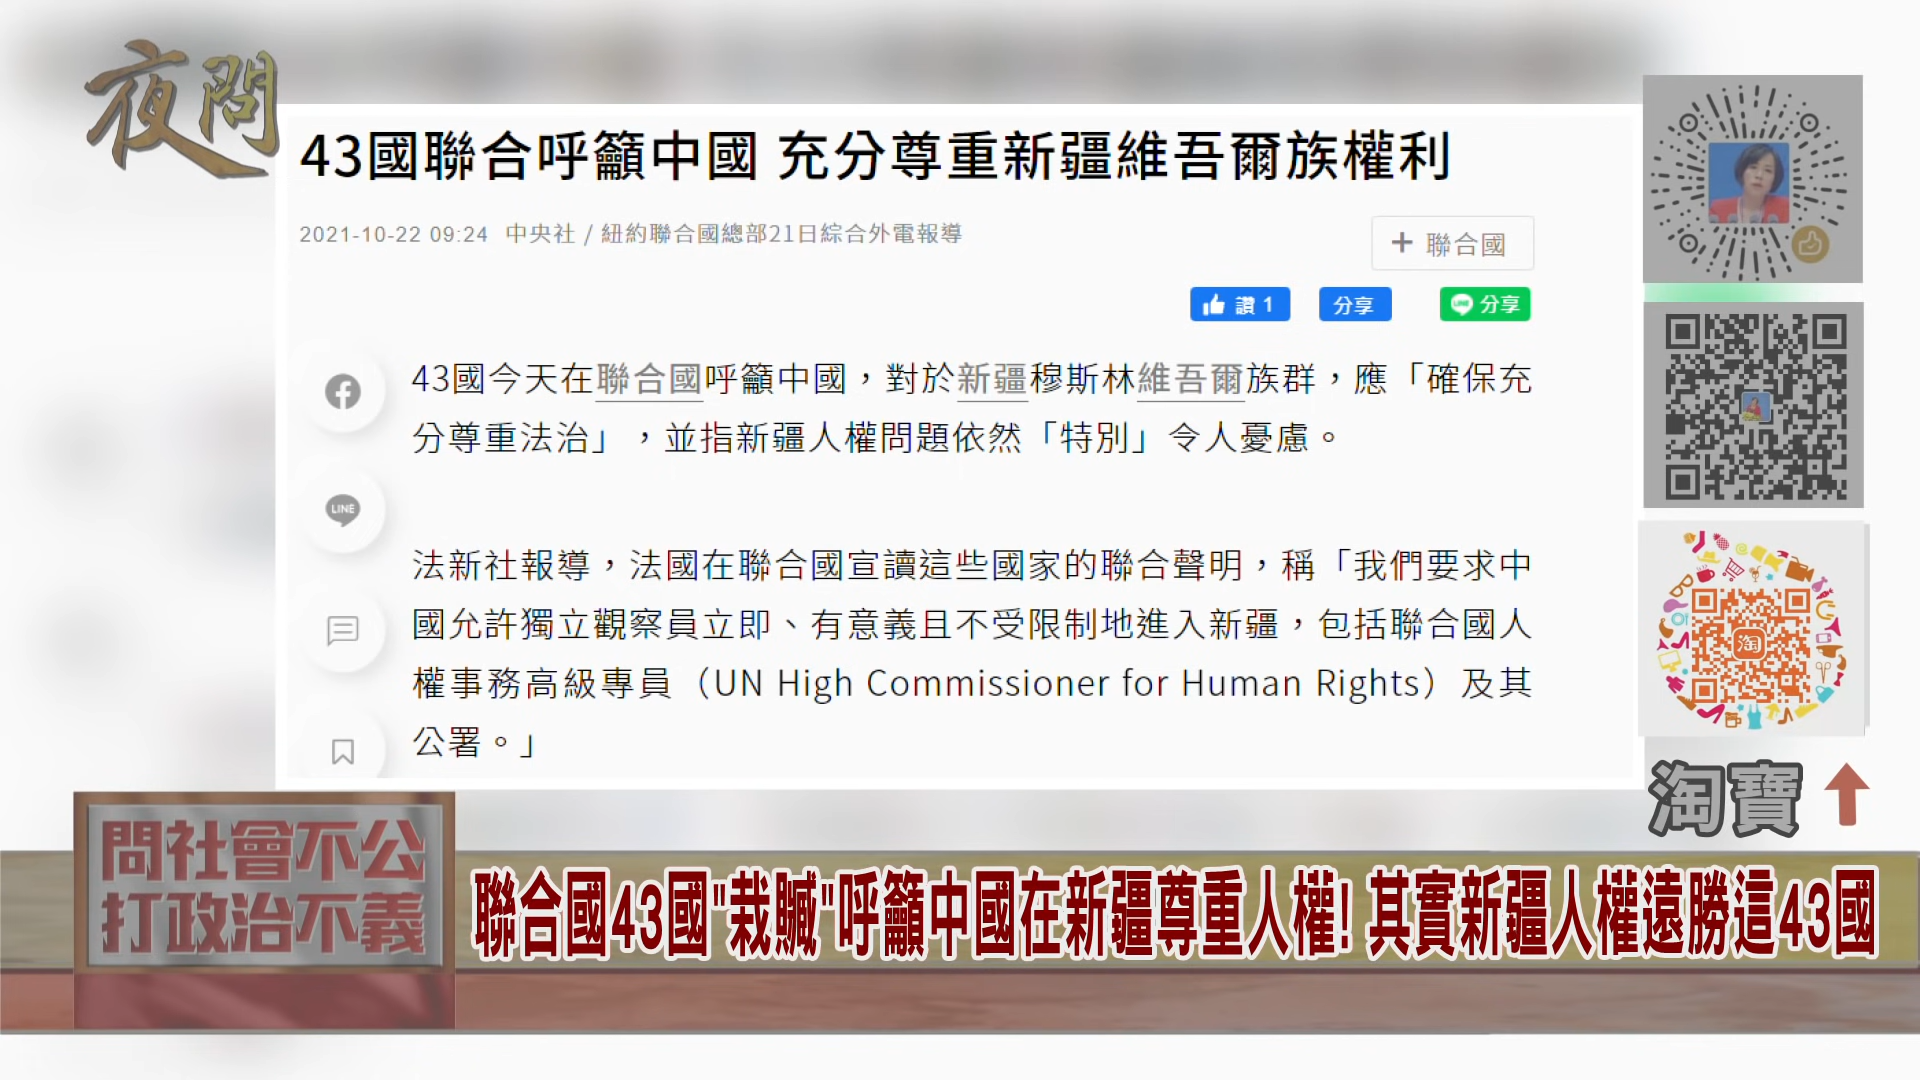 夜問
43國聯合呼籲中國 充分尊重新疆維吾爾族權利
2021-10-22 09:24 中央社 / 紐約聯合國總部21日綜合外電報導
+ 聯合國
讚 1
分享
LINE 分享
43國今天在聯合國呼籲中國，對於新疆穆斯林維吾爾族群，應「確保充
分尊重法治」，並指新疆人權問題依然「特別」令人憂慮。
LINE
法新社報導，法國在聯合國宣讀這些國家的聯合聲明，稱「我們要求中
國允許獨立觀察員立即、有意義且不受限制地進入新疆，包括聯合國人
權事務高級專員（UN High Commissioner for Human Rights）及其
公署。」
淘
淘寶
問社會不公
打政治不義
聯合國43國"栽贓"呼籲中國在新疆尊重人權! 其實新疆人權遠勝這43國